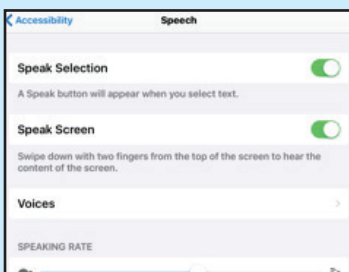 Accessibility Speech
Speak Selection
A Speak button will appear when you select text.
Speak Screen
Swipe down with two fingers from the top of the screen to hear the
content of the screen.
Voices
SPEAKING RATE